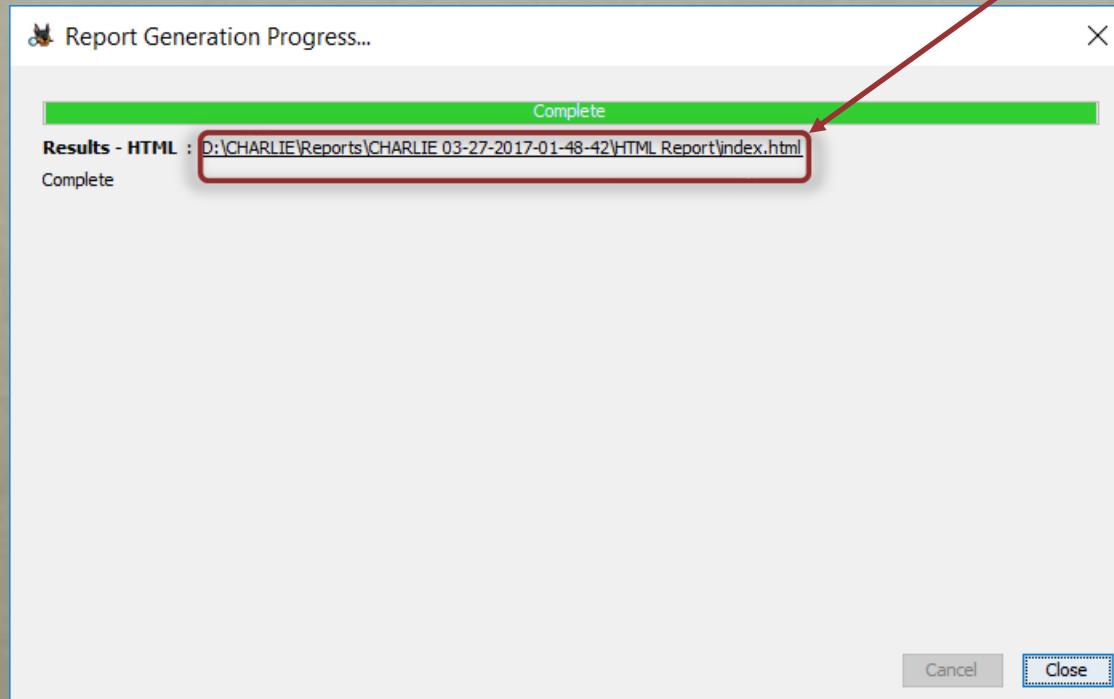 Report Generation Progress...
Complete
Results - HTML : D:\CHARLIE\Reports\CHARLIE 03-27-2017-01-48-42\HTML Report\index.html
Complete
Cancel
Close